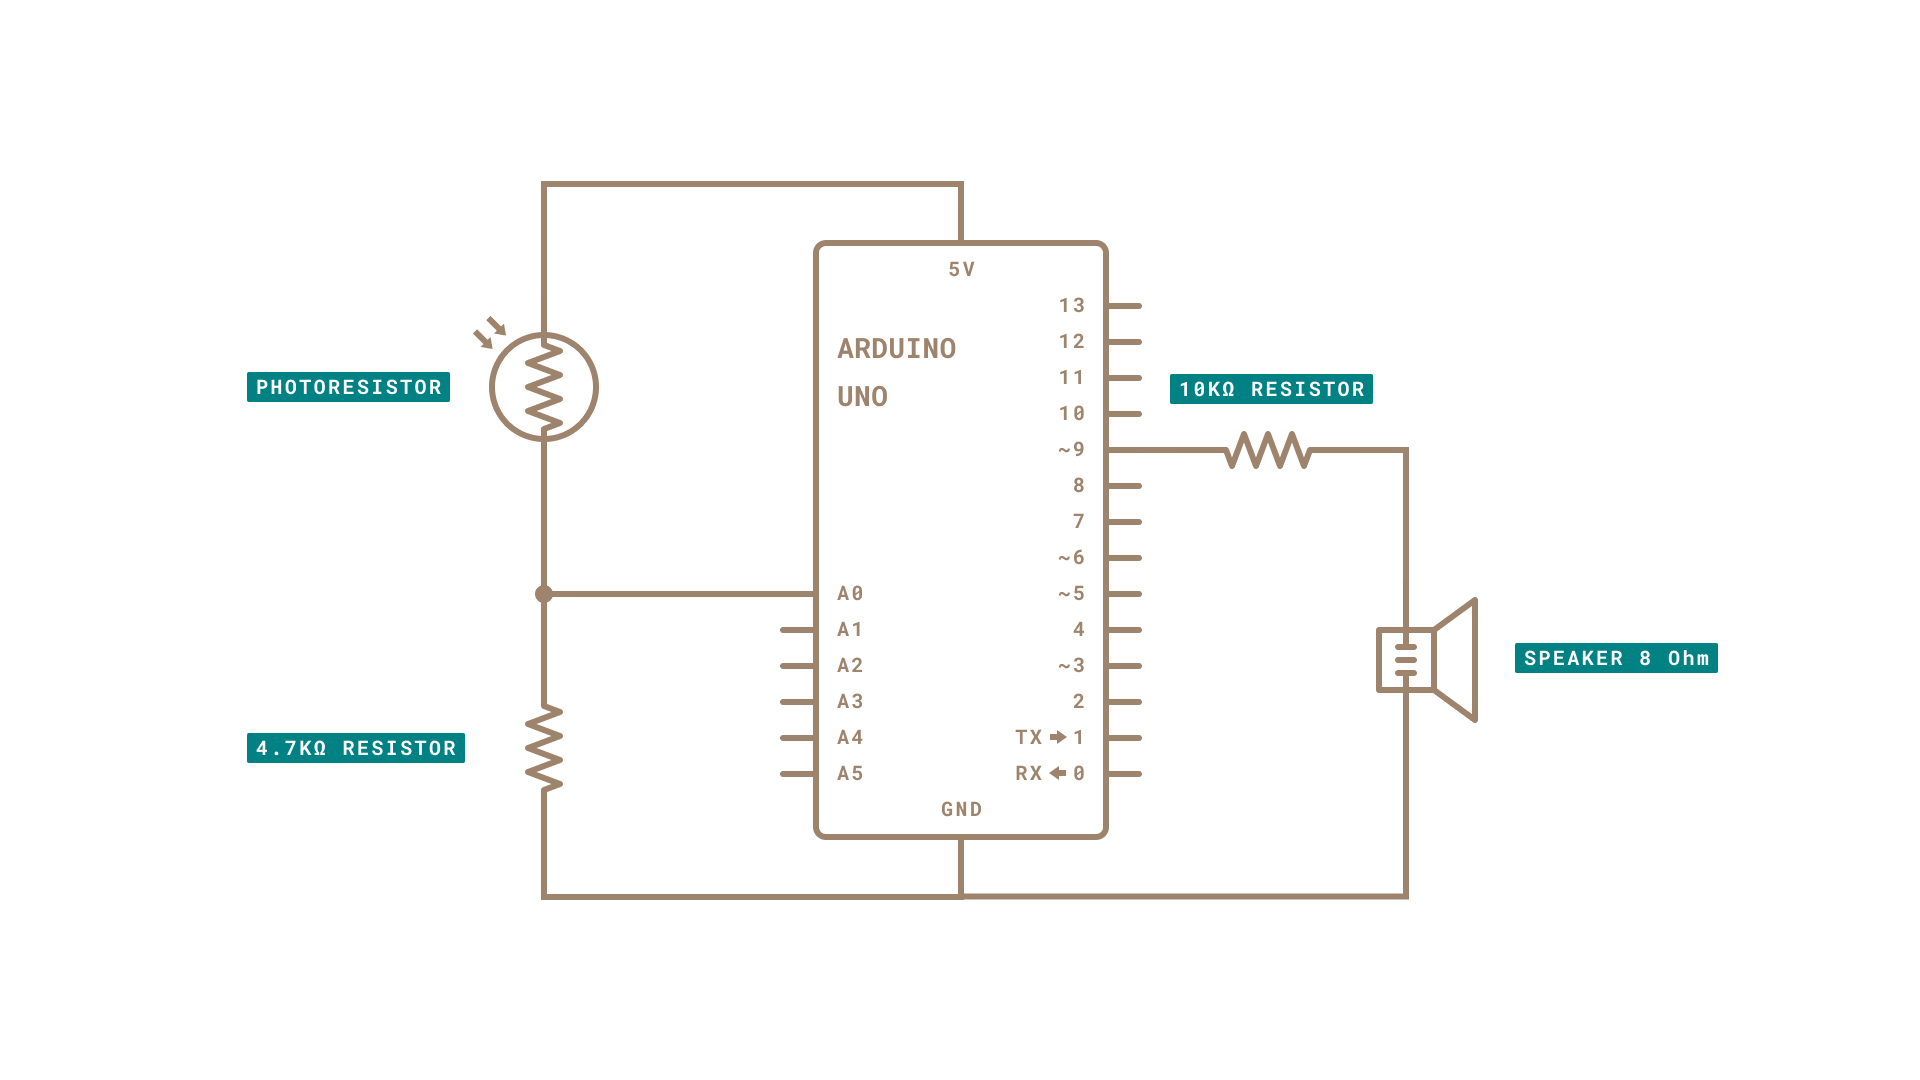 5V
13
12
ARDUINO
UNO
11
10
~9
8
7
~6
~5
4
~3
2
TX 1
RX 0
A0
A1
A2
A3
A4
A5
GND
PHOTORESISTOR
4.7KΩ RESISTOR
10KΩ RESISTOR
SPEAKER 8 Ohm